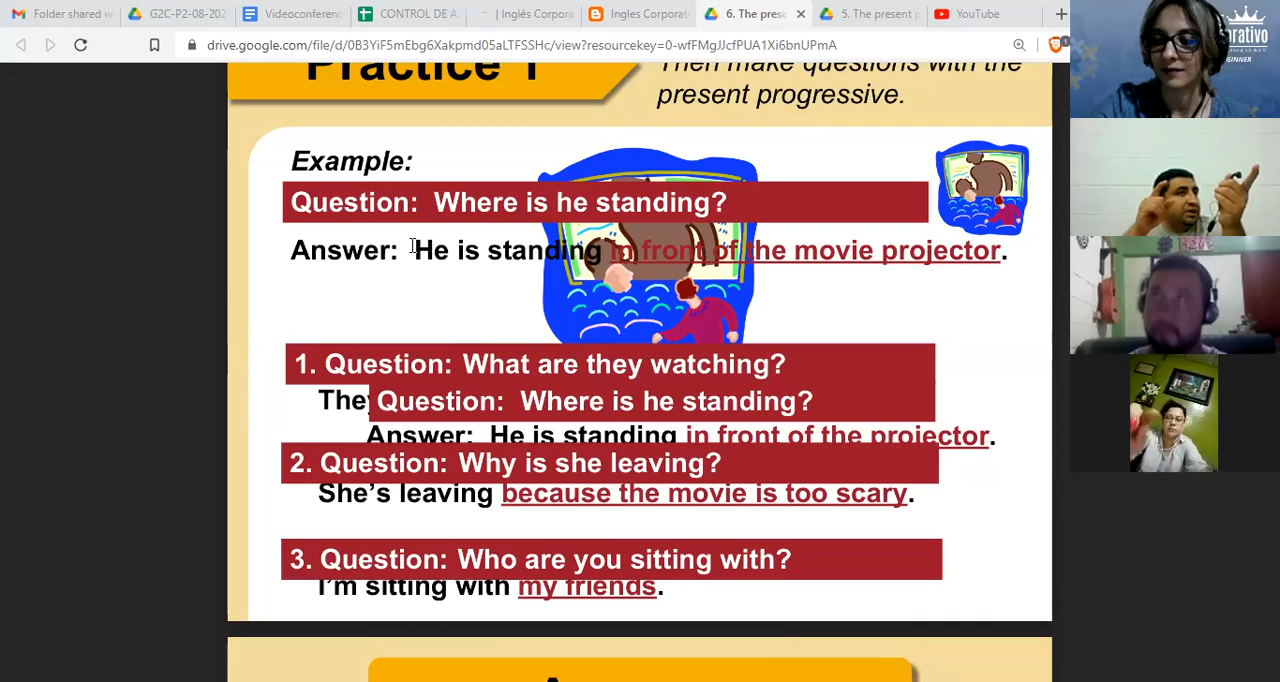 Folder shared w
G2C-P2-08-202
Videoconferenc
CONTROL DE A
Inglés Corpora
Ingles Corporat
6. The prese
5. The present p
YouTube
drive.google.com/file/d/0B3YiF5mEbg6Xakpmd05aLTFSSHc/view?resourcekey=0-wfFMgJJcfPUA1Xi6bnUPmA
orativo
GINNER
Practice 1
Then make questions with the
present progressive.
Example:
Question: Where is he standing?
Answer: He is standing in front of the movie projector.
1. Question: What are they watching?
They
Question: Where is he standing?
Answer: He is standing in front of the projector.
2. Question: Why is she leaving?
She's leaving because the movie is too scary.
3. Question: Who are you sitting with?
I'm sitting with my friends.